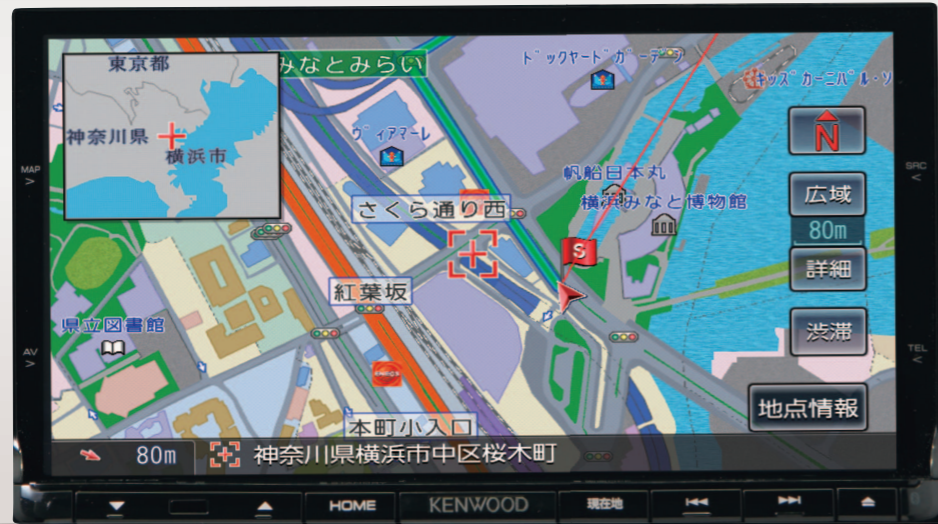 東京都
神奈川県
横浜市
みなとみらい
ドックヤードガーデン
キッズカーニバル・ソ
ヴィアマーレ
帆船日本丸
横浜みなと博物館
さくら通り西
紅葉坂
県立図書館
本町小入口
ENEOS
S
N
広域
80m
詳細
渋滞
地点情報
80m
神奈川県横浜市中区桜木町
MAP
AV
SRC
TEL
HOME
KENWOOD
現在地